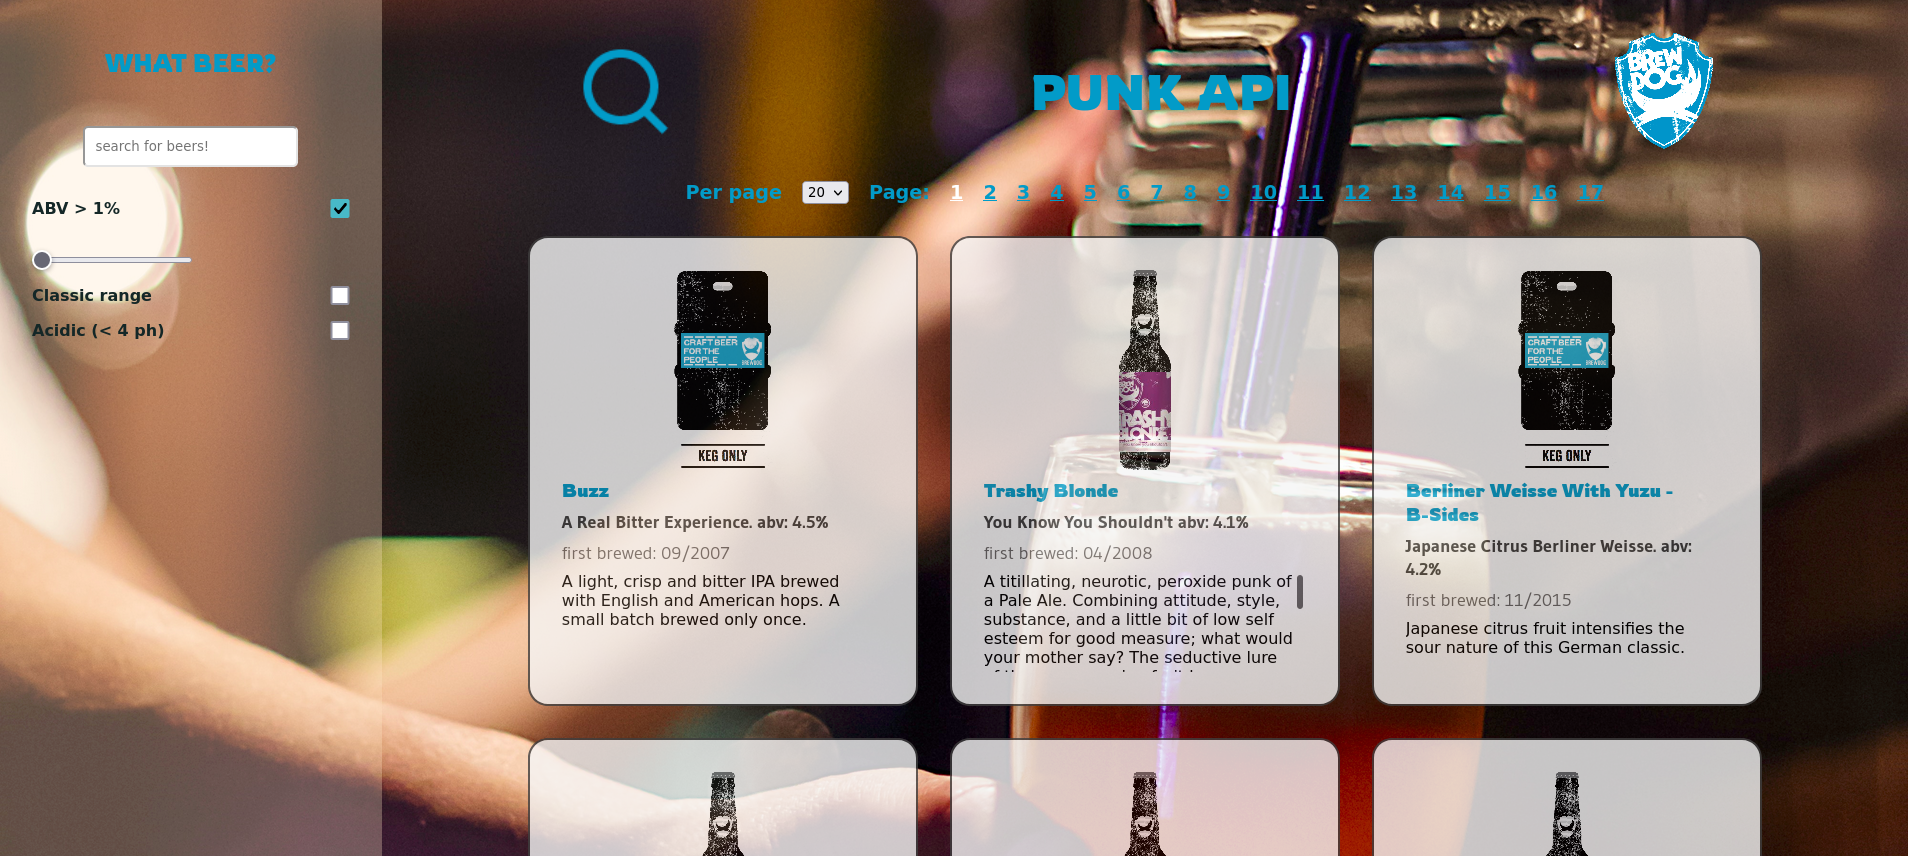 WHAT BEER?
search for beers!
ABV > 1%
Classic range
Acidic (< 4 ph)
PUNK API
BREW
DOG
Per page 20 Page: 1 2 3 4 5 6 7 8 9 10 11 12 13 14 15 16 17
CRAFT BEER
FOR THE
PEOPLE
BREWDOG
KEG ONLY
Buzz
A Real Bitter Experience. abv: 4.5%
first brewed: 09/2007
A light, crisp and bitter IPA brewed
with English and American hops. A
small batch brewed only once.
BREW
DOG
TRASHY
BLONDE
Trashy Blonde
You Know You Shouldn't abv: 4.1%
first brewed: 04/2008
A titillating, neurotic, peroxide punk of
a Pale Ale. Combining attitude, style,
substance, and a little bit of low self
esteem for good measure; what would
your mother say? The seductive lure
CRAFT BEER
FOR THE
PEOPLE
BREWDOG
KEG ONLY
Berliner Weisse With Yuzu -
B-Sides
Japanese Citrus Berliner Weisse. abv:
4.2%
first brewed: 11/2015
Japanese citrus fruit intensifies the
sour nature of this German classic.